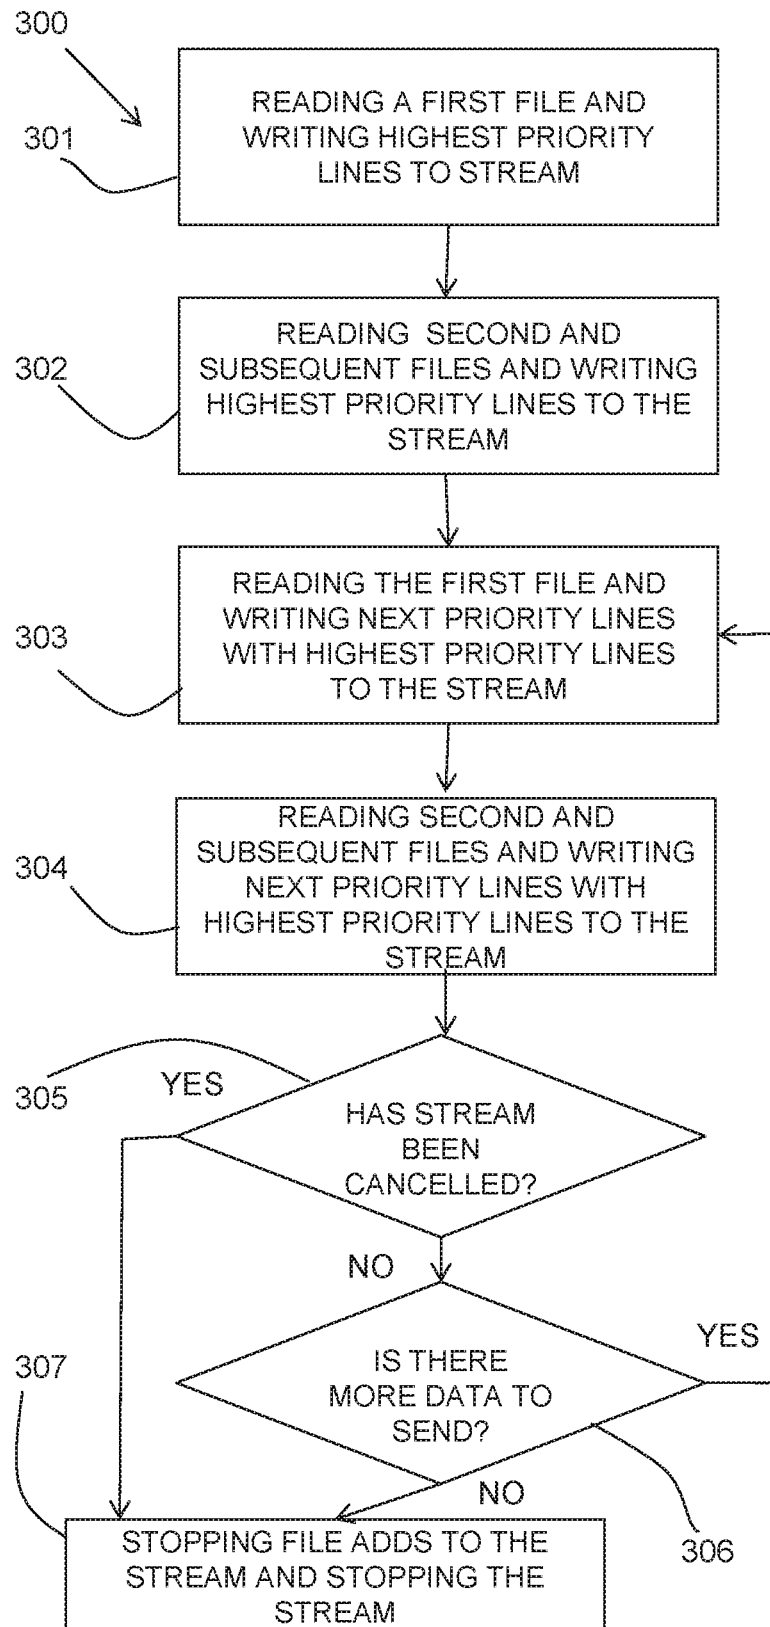 300
READING A FIRST FILE AND
WRITING HIGHEST PRIORITY
LINES TO STREAM
301
READING SECOND AND
SUBSEQUENT FILES AND WRITING
HIGHEST PRIORITY LINES TO THE
STREAM
302
READING THE FIRST FILE AND
WRITING NEXT PRIORITY LINES
WITH HIGHEST PRIORITY LINES
TO THE STREAM
303
READING SECOND AND
SUBSEQUENT FILES AND WRITING
NEXT PRIORITY LINES WITH
HIGHEST PRIORITY LINES TO THE
STREAM
304
305
YES
HAS STREAM
BEEN
CANCELLED?
NO
YES
IS THERE
MORE DATA TO
SEND?
307
NO
306
STOPPING FILE ADDS TO THE
STREAM AND STOPPING THE
STREAM